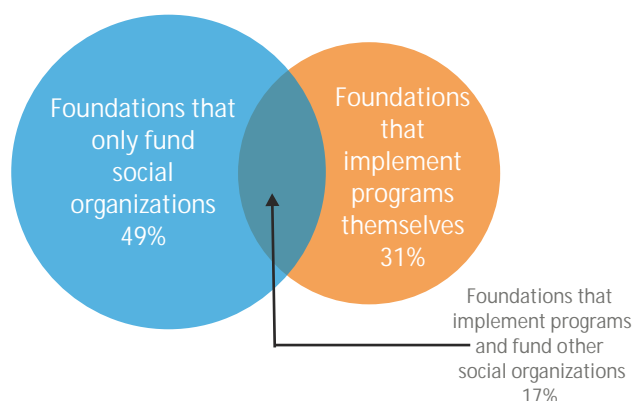 Foundations that
only fund
social
organizations
49%
Foundations
that
implement
programs
themselves
31%
Foundations that
implement programs
and fund other
social organizations
17%